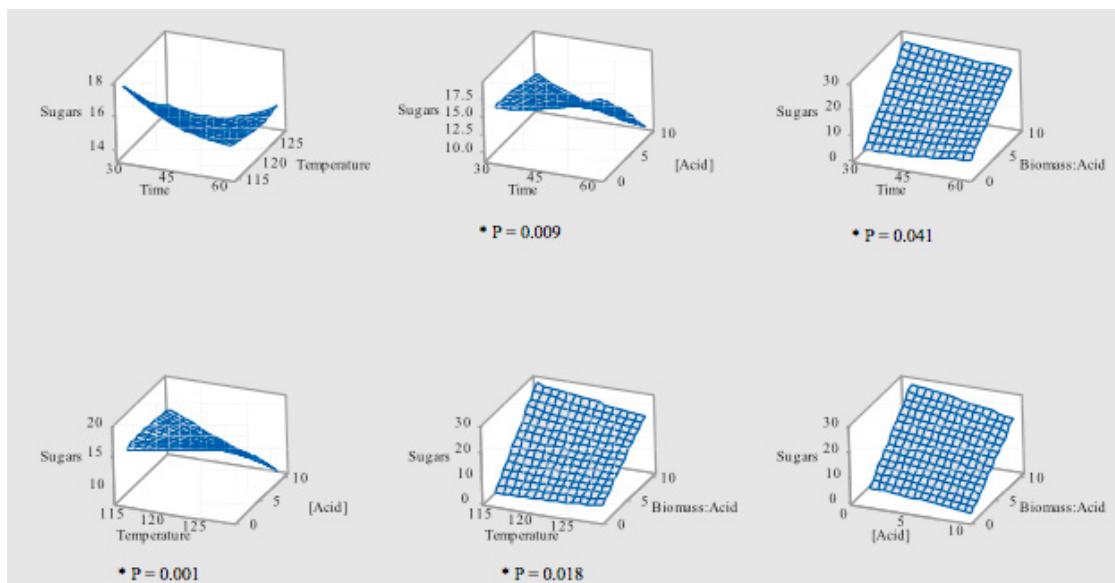 18
Sugars 16
14
30
45
60
Time
115
120
125
Temperature
17.5
Sugars 15.0
12.5
10.0
30
45
60
Time
0
5
10
[Acid]
* P = 0.009
30
Sugars 20
10
0
30
45
60
Time
0
5
10
Biomass:Acid
* P = 0.041
20
Sugars 15
10
115
120
125
Temperature
0
5
10
[Acid]
* P = 0.001
30
Sugars 20
10
0
115
120
125
Temperature
0
5
10
Biomass:Acid
* P = 0.018
30
Sugars 20
10
0
0
5
10
[Acid]
0
5
10
Biomass:Acid